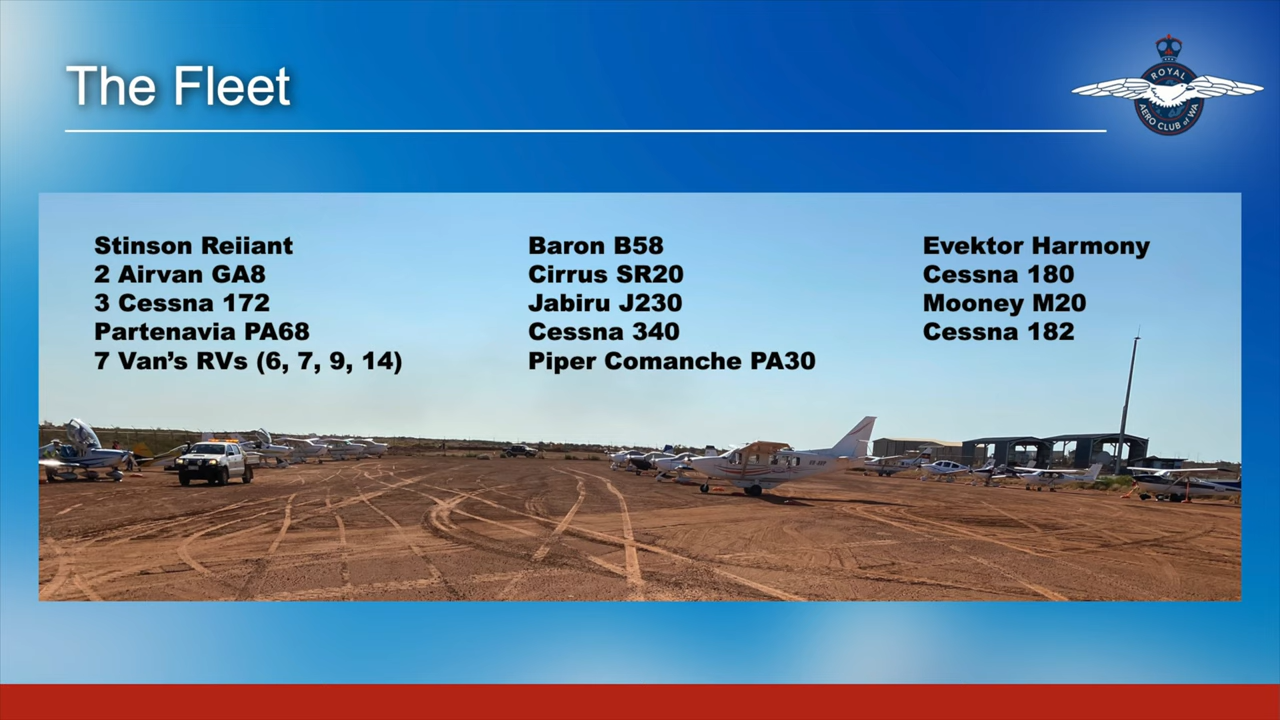 The Fleet
ROYAL
AERO CLUB of WA
Stinson Reiiant
2 Airvan GA8
3 Cessna 172
Partenavia PA68
7 Van’s RVs (6, 7, 9, 14)
Baron B58
Cirrus SR20
Jabiru J230
Cessna 340
Piper Comanche PA30
Evektor Harmony
Cessna 180
Mooney M20
Cessna 182